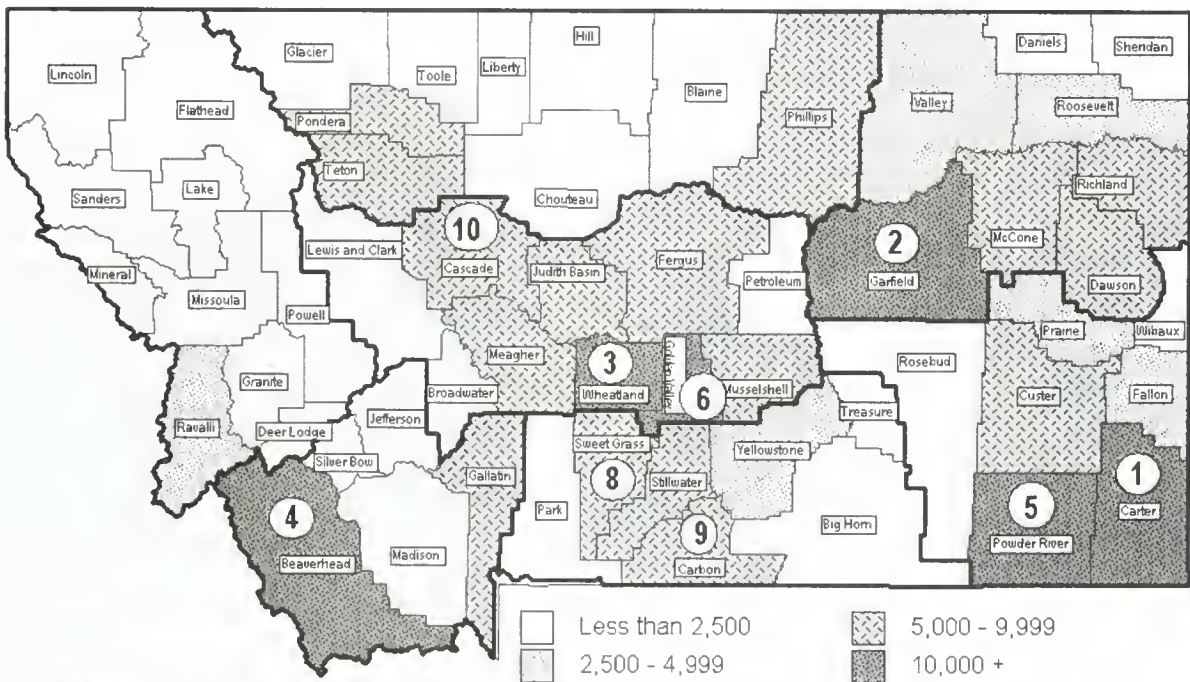 Glacier
Toole
Liberty
Hill
Daniels
Sheridan
Lincoln
Flathead
Blaine
Valley
Roosevelt
Pondera
Phillips
Teton
Sanders
Lake
Chouteau
Richland
10
2
McCone
Lewis and Clark
Cascade
Judith Basin
Fergus
Petroleum
Garfield
Dawson
Mineral
Missoula
Powell
Prairie
Wibaux
Meagher
3
Golden Valley
Rosebud
Granite
Broadwater
Wheatland
6
Musselshell
Custer
Fallon
Jefferson
Treasure
Ravalli
Deer Lodge
Sweet Grass
Silver Bow
Gallatin
8
Stillwater
Yellowstone
1
4
Park
9
Big Horn
5
Carter
Powder River
Beaverhead
Madison
Carbon
Less than 2,500
5,000 - 9,999
2,500 - 4,999
10,000 +